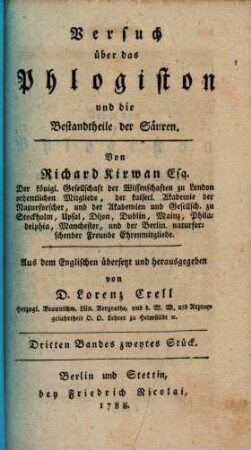 Versuch
über das
Phlogiston
und die
Bestandtheile der Säuren.
Von
Richard Kirwan Esq.
Der königl. Gesellschaft der Wissenschaften zu London
ordentlichen Mitgliede, der kaiserl. Akademie der
Naturforscher, und der Akademien und Gesellsch. zu
Stockholm, Upsal, Dijon, Dublin, Mainz, Phila-
delphia, Manchester, und der Berlin. naturfor-
schender Freunde Ehrenmitgliede.
Aus dem Englischen übersetzt und herausgegeben
von
D. Lorenz Crell
Herzogl. Braunschw. Lün. Bergrathe, und d. W. W. und Arzney-
gelahrtheit O. O. Lehrer zu Helmstädt ꝛc.
Dritten Bandes zweytes Stück.
Berlin und Stettin,
bey Friedrich Nicolai,
1788.